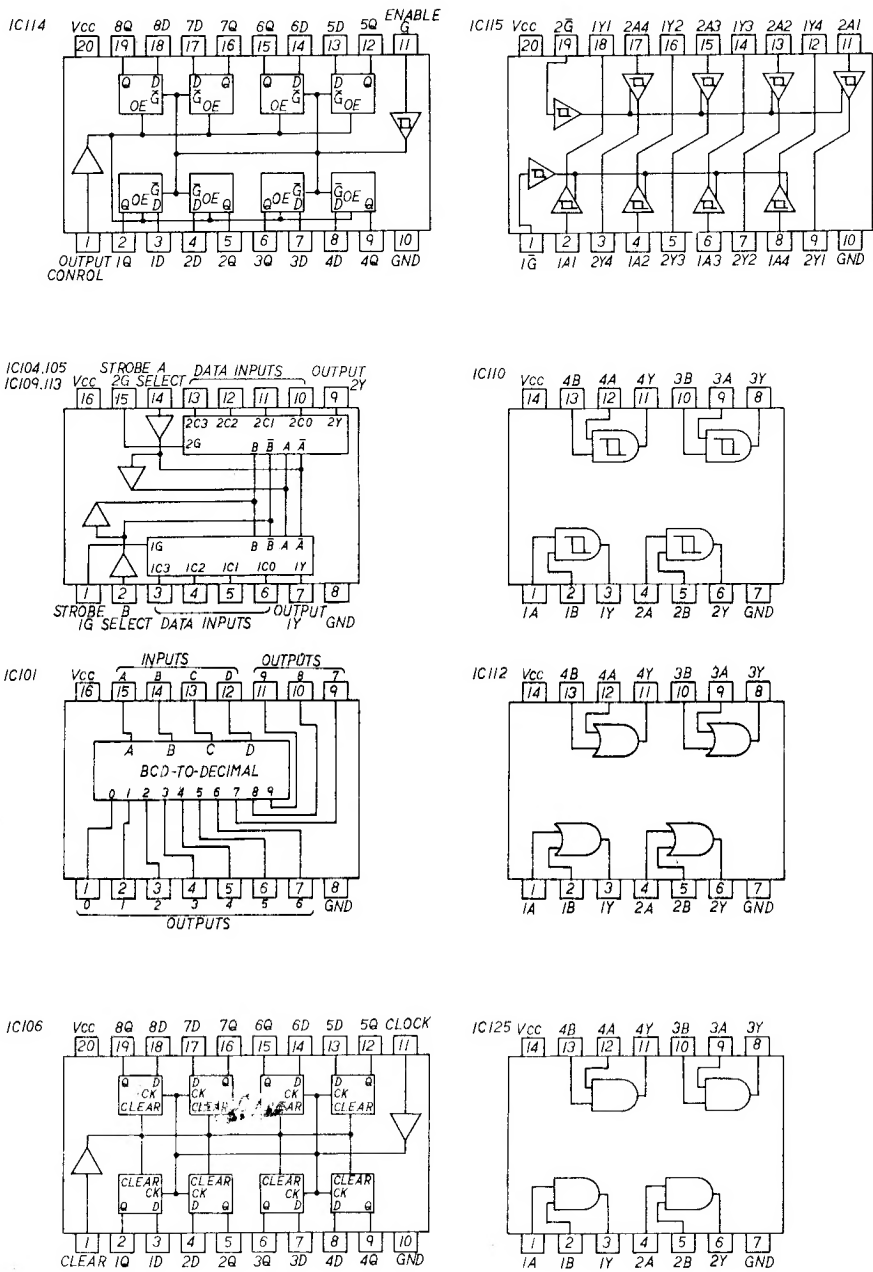 IC114 Vcc 8Q 8D 7D 7Q 6Q 6D 5D 5Q ENABLE G
20 19 18 17 16 15 14 13 12 11
Q D D Q Q D D Q
G̅ G̅ G̅ G̅
OE OE OE OE
G̅ G̅ G̅ G̅
Q OE D D OE Q Q OE D D OE Q
1 2 3 4 5 6 7 8 9 10
OUTPUT CONROL 1Q 1D 2D 2Q 3Q 3D 4D 4Q GND
IC115 Vcc 2G̅ 1Y1 2A4 1Y2 2A3 1Y3 2A2 1Y4 2A1
20 19 18 17 16 15 14 13 12 11
1 2 3 4 5 6 7 8 9 10
1G̅ 1A1 2Y4 1A2 2Y3 1A3 2Y2 1A4 2Y1 GND
IC104,105
IC109,113
STROBE A DATA INPUTS OUTPUT
Vcc 2G SELECT 2Y
16 15 14 13 12 11 10 9
2C3 2C2 2C1 2C0 2Y
2G B B̅ A A̅
1G B B̅ A A̅
1C3 1C2 1C1 1C0 1Y
1 2 3 4 5 6 7 8
STROBE B OUTPUT GND
1G SELECT DATA INPUTS 1Y
IC110 Vcc 4B 4A 4Y 3B 3A 3Y
14 13 12 11 10 9 8
1 2 3 4 5 6 7
1A 1B 1Y 2A 2B 2Y GND
INPUTS OUTPUTS
IC101 Vcc A B C D 9 8 7
16 15 14 13 12 11 10 9
A B C D
BCD-TO-DECIMAL
0 1 2 3 4 5 6 7 8 9
1 2 3 4 5 6 7 8
0 1 2 3 4 5 6 GND
OUTPUTS
IC112 Vcc 4B 4A 4Y 3B 3A 3Y
14 13 12 11 10 9 8
1 2 3 4 5 6 7
1A 1B 1Y 2A 2B 2Y GND
IC106 Vcc 8Q 8D 7D 7Q 6Q 6D 5D 5Q CLOCK
20 19 18 17 16 15 14 13 12 11
Q D D Q Q D D Q
CK CK CK CK
CLEAR CLEAR CLEAR
CLEAR CLEAR CLEAR CLEAR
CK CK CK CK
Q D D Q Q D D Q
1 2 3 4 5 6 7 8 9 10
CLEAR 1Q 1D 2D 2Q 3Q 3D 4D 4Q GND
IC125 Vcc 4B 4A 4Y 3B 3A 3Y
14 13 12 11 10 9 8
1 2 3 4 5 6 7
1A 1B 1Y 2A 2B 2Y GND